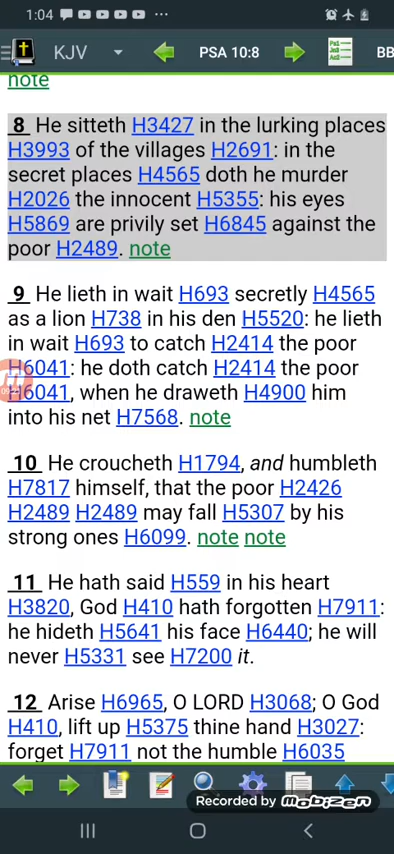 1:04
KJV PSA 10:8 BB
note
8 He sitteth H3427 in the lurking places
H3993 of the villages H2691: in the
secret places H4565 doth he murder
H2026 the innocent H5355: his eyes
H5869 are privily set H6845 against the
poor H2489. note
9 He lieth in wait H693 secretly H4565
as a lion H738 in his den H5520: he lieth
in wait H693 to catch H2414 the poor
H6041: he doth catch H2414 the poor
H6041, when he draweth H4900 him
into his net H7568. note
10 He croucheth H1794, and humbleth
H7817 himself, that the poor H2426
H2489 H2489 may fall H5307 by his
strong ones H6099. note note
11 He hath said H559 in his heart
H3820, God H410 hath forgotten H7911:
he hideth H5641 his face H6440; he will
never H5331 see H7200 it.
12 Arise H6965, O LORD H3068; O God
H410, lift up H5375 thine hand H3027:
forget H7911 not the humble H6035
Recorded by mobizen